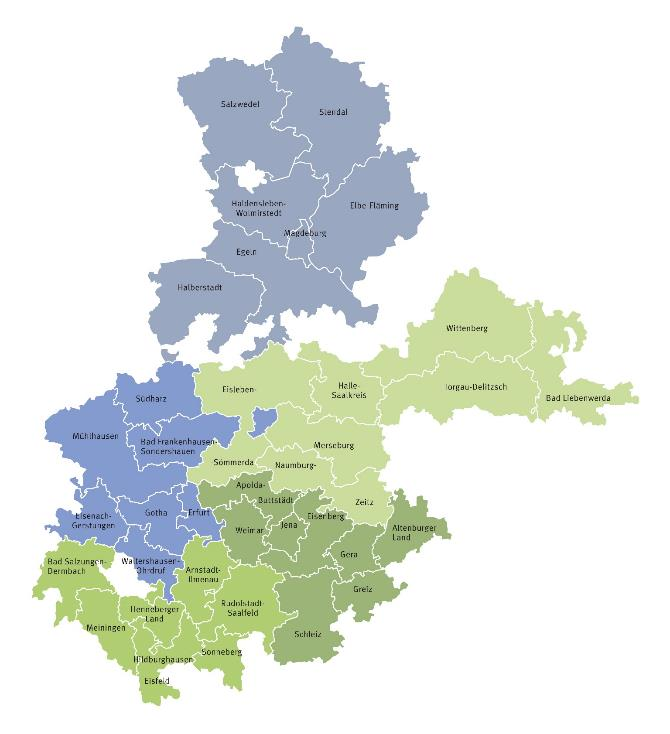 Salzwedel
Slendal
Haldensleben-
Wolmirstedt
Elbe-Fläming
Magdeburg
Egeln
Halberstadt
Wittenberg
Südharz
Eisleben-
Halle-
Saalkreis
Torgau-Delitzsch
Bad Liebenwerda
Mühlhausen
Bad Frankenhausen-
Sondershauen
Merseburg
Sömmerda
Naumburg-
Apolda-
Buttstädt
Zeitz
Eisenach-
Gerstungen
Gotha
Erfurt
Weimar
Jena
Eisenberg
Altenburger
Land
Gera
Bad Salzungen-
Dermbach
Waltershausen-
Ohrdruf
Arnstadt-
Ilmenau
Greiz
Henneberger
Land
Rudolstadt-
Saalfeld
Meiningen
Schleiz
Hildburghausen
Sonneberg
Eisfeld